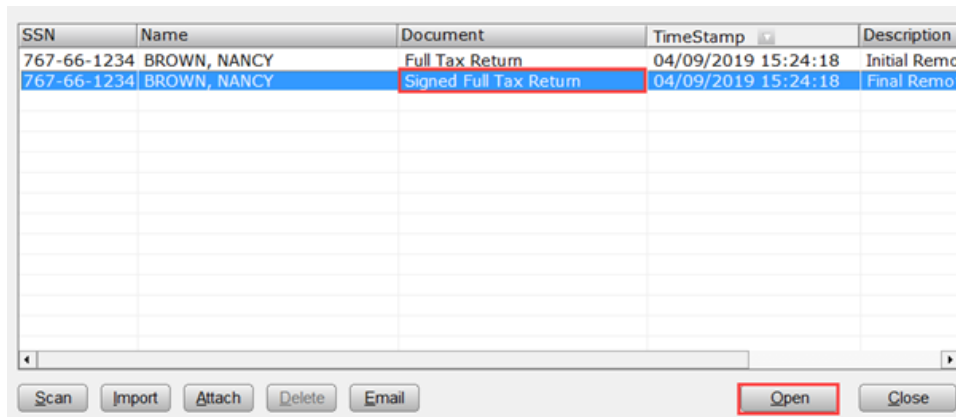 SSN Name Document TimeStamp Description
767-66-1234 BROWN, NANCY Full Tax Return 04/09/2019 15:24:18 Initial Remo
767-66-1234 BROWN, NANCY Signed Full Tax Return 04/09/2019 15:24:18 Final Remo
Scan Import Attach Delete Email Open Close